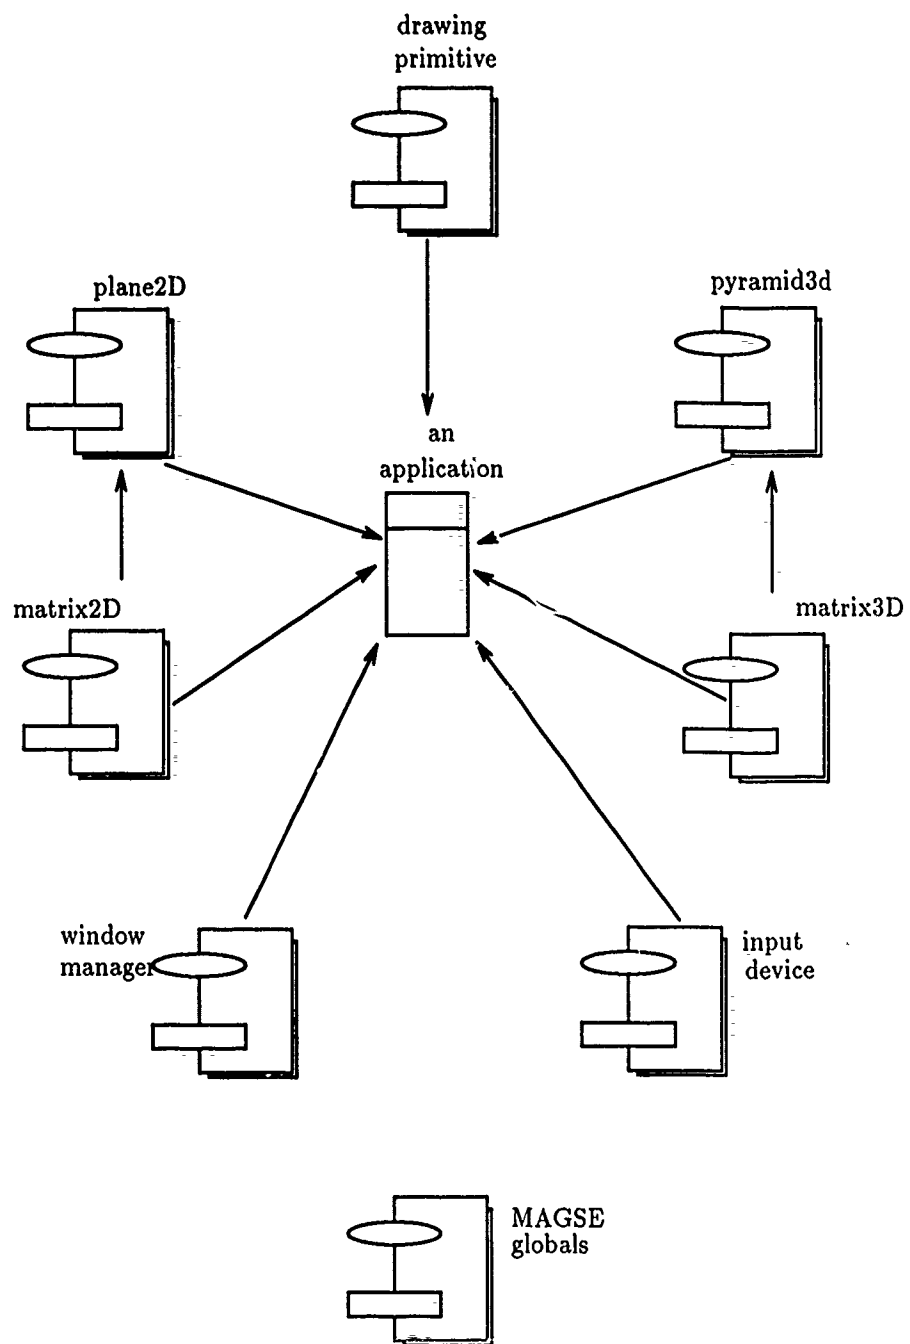 drawing
primitive
plane2D
pyramid3d
an
application
matrix2D
matrix3D
window
manager
input
device
MAGSE
globals